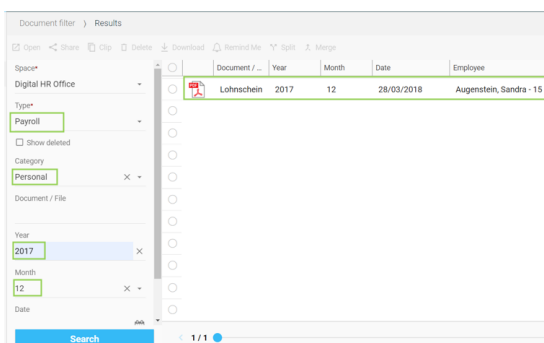 Document filter › Results
Open Share Clip Delete Download Remind Me Split Merge
Space*
Digital HR Office
Type*
Payroll
Show deleted
Category
Personal
Document / File
Year
2017
Month
12
Date
Search
Document / ... Year Month Date Employee
PDF Lohnschein 2017 12 28/03/2018 Augenstein, Sandra - 15
1 / 1